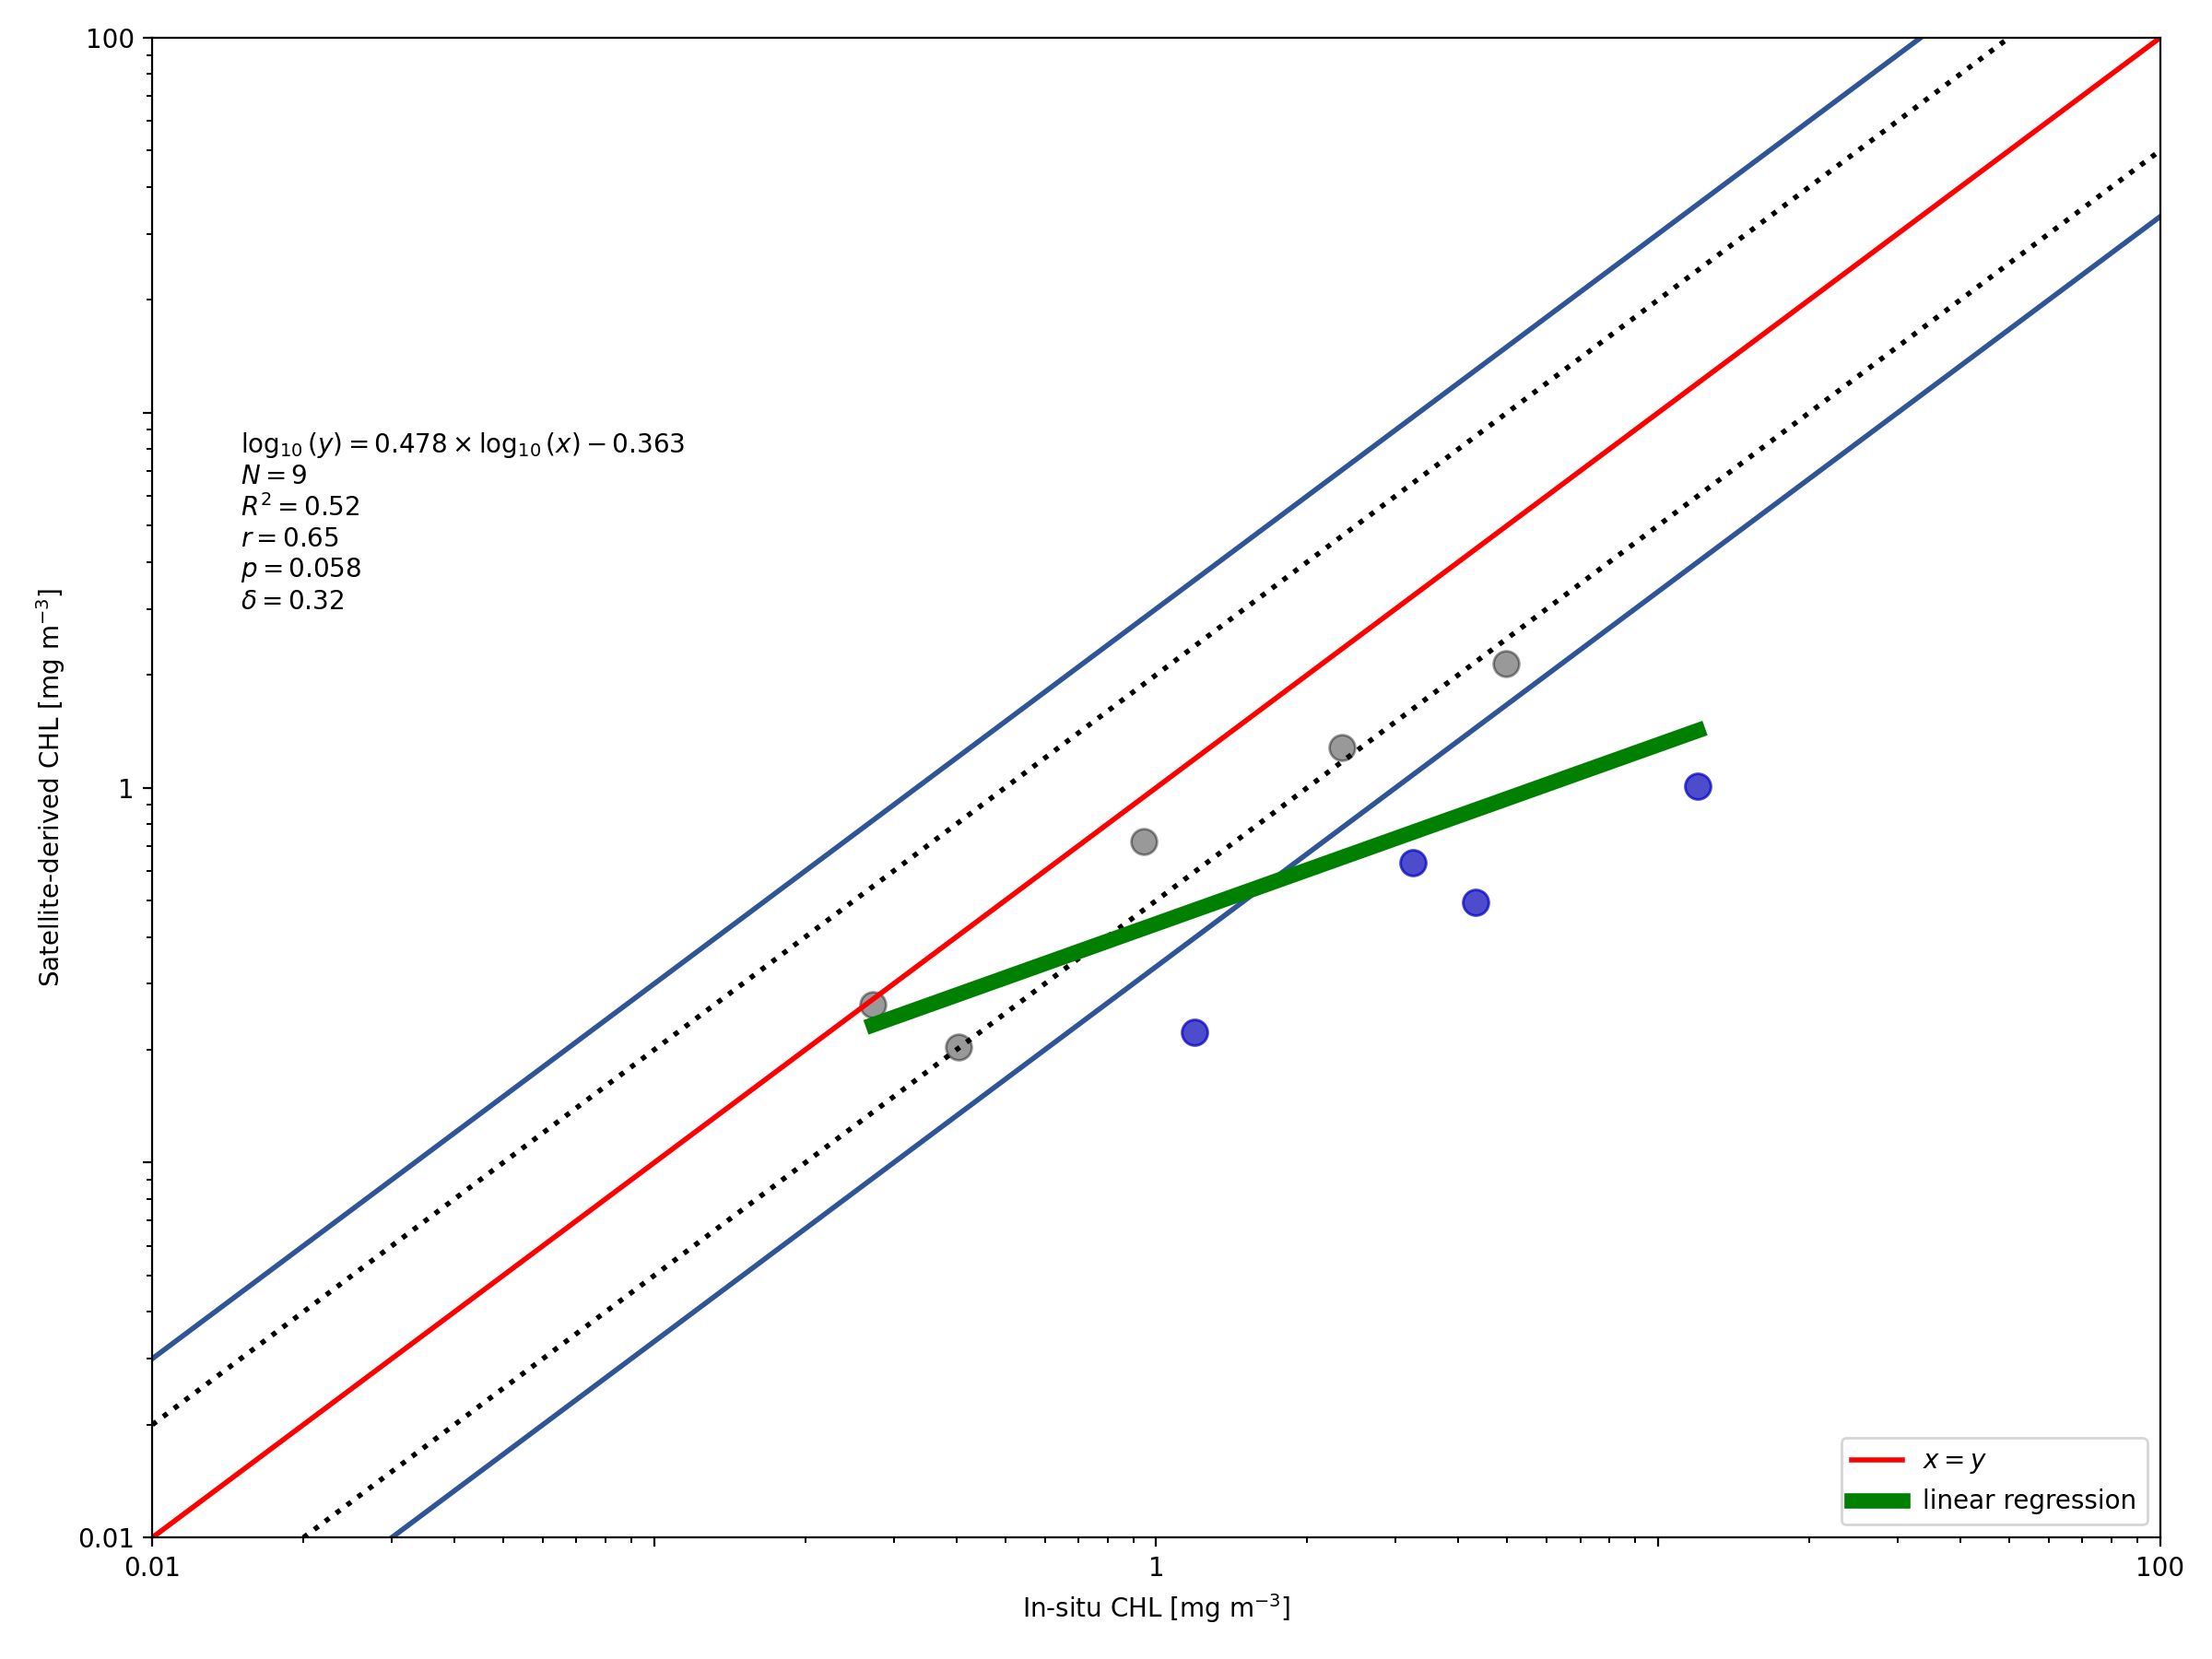 100
log₁₀(y) = 0.478 × log₁₀(x) − 0.363
N = 9
R² = 0.52
r = 0.65
p = 0.058
δ = 0.32
Satellite-derived CHL [mg m⁻³]
1
x = y
linear regression
0.01
0.01 1 100
In-situ CHL [mg m⁻³]